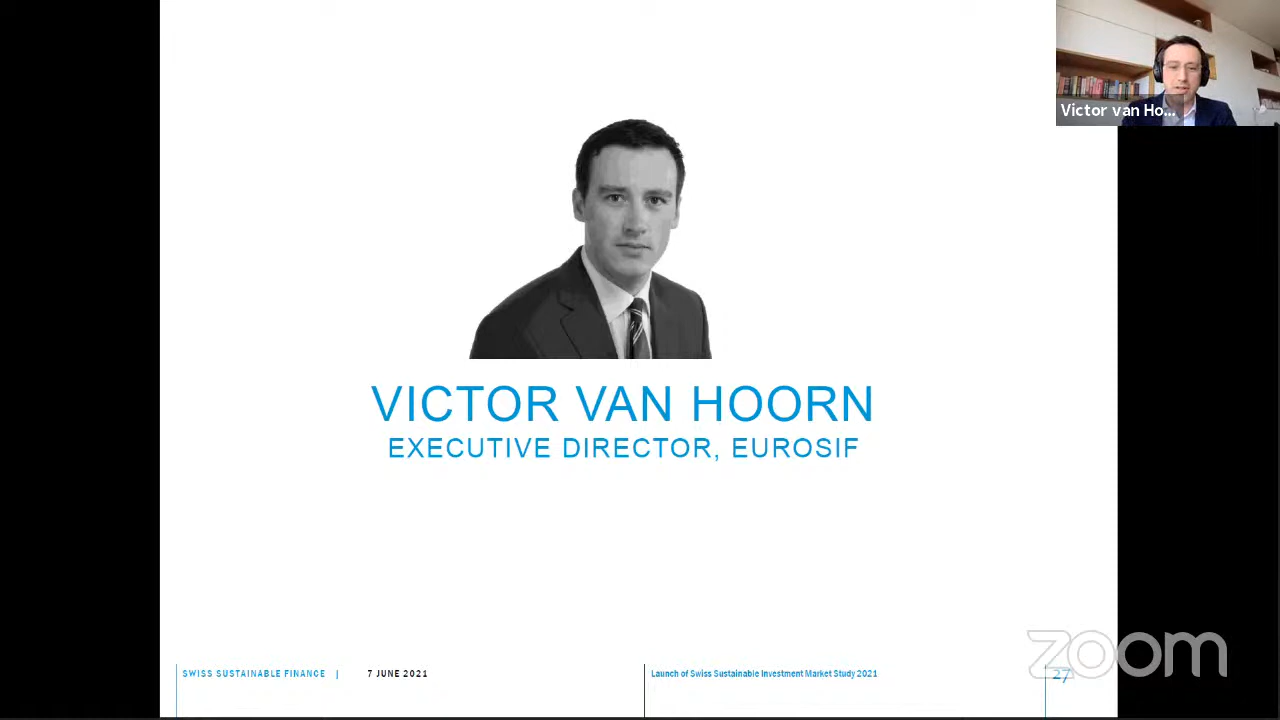 Victor van Ho...
VICTOR VAN HOORN
EXECUTIVE DIRECTOR, EUROSIF
SWISS SUSTAINABLE FINANCE | 7 JUNE 2021 Launch of Swiss Sustainable Investment Market Study 2021 27
zoom